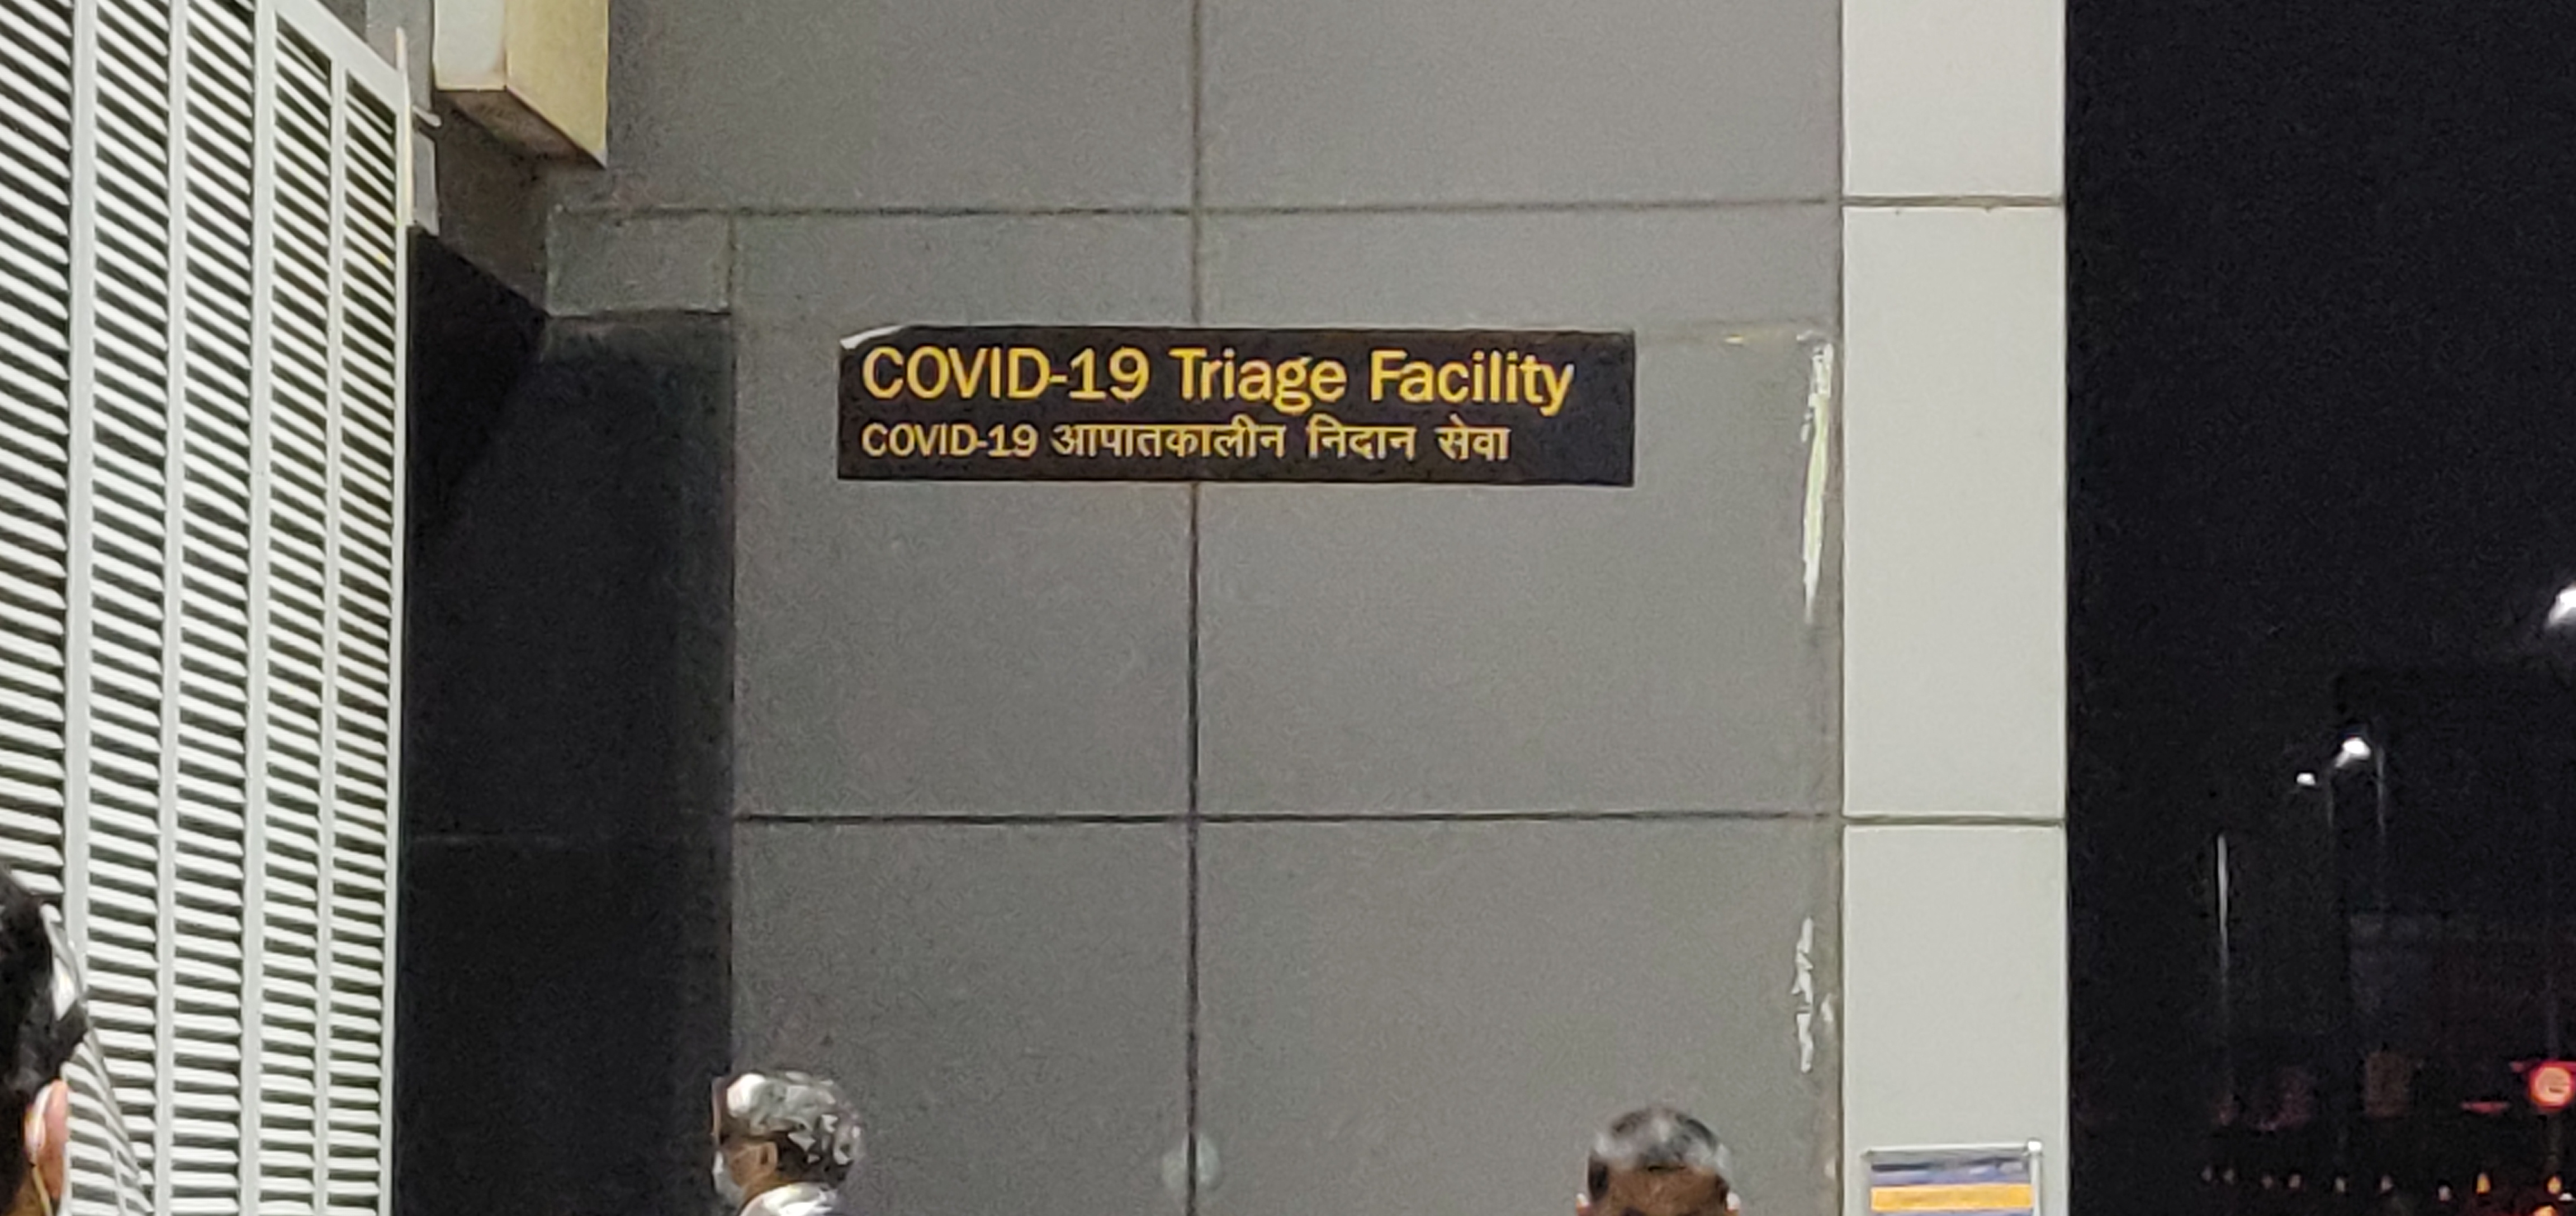 COVID-19 Triage Facility
COVID-19 आपातकालीन निदान सेवा